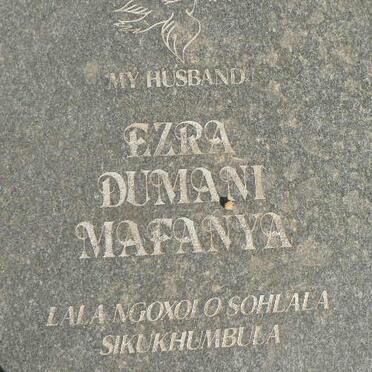 MY HUSBAND
EZRA
DUMANI
MAFANYA
LALA NGOXOLO SOHLALA
SIKUKHUMBULA